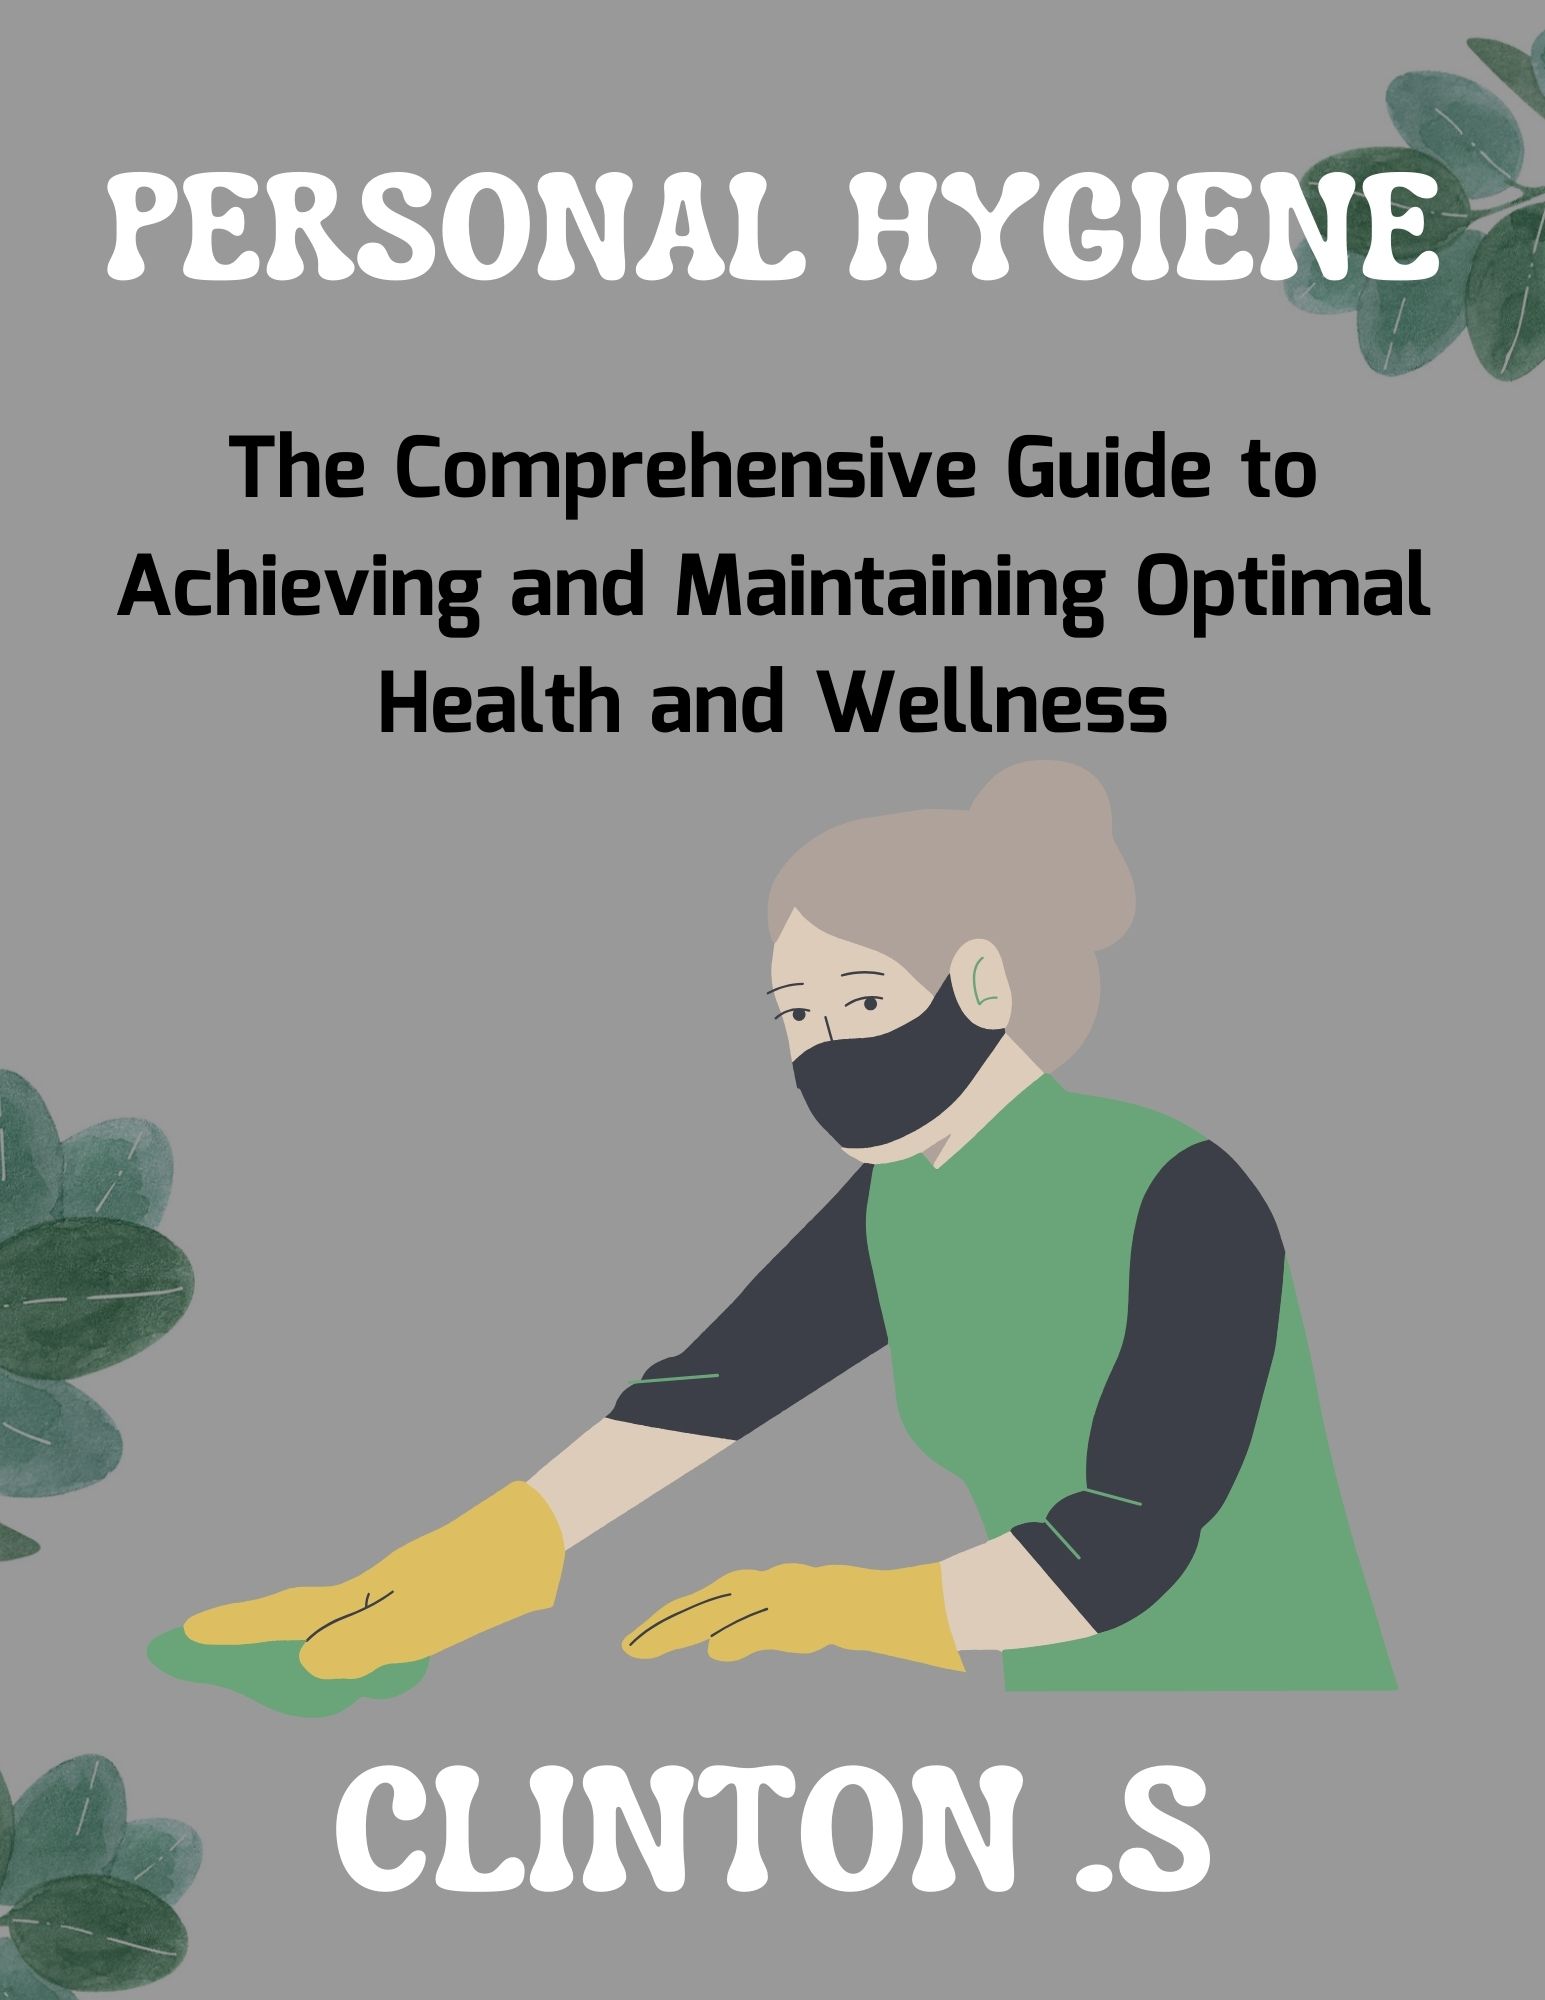 PERSONAL HYGIENE
The Comprehensive Guide to
Achieving and Maintaining Optimal
Health and Wellness
CLINTON .S